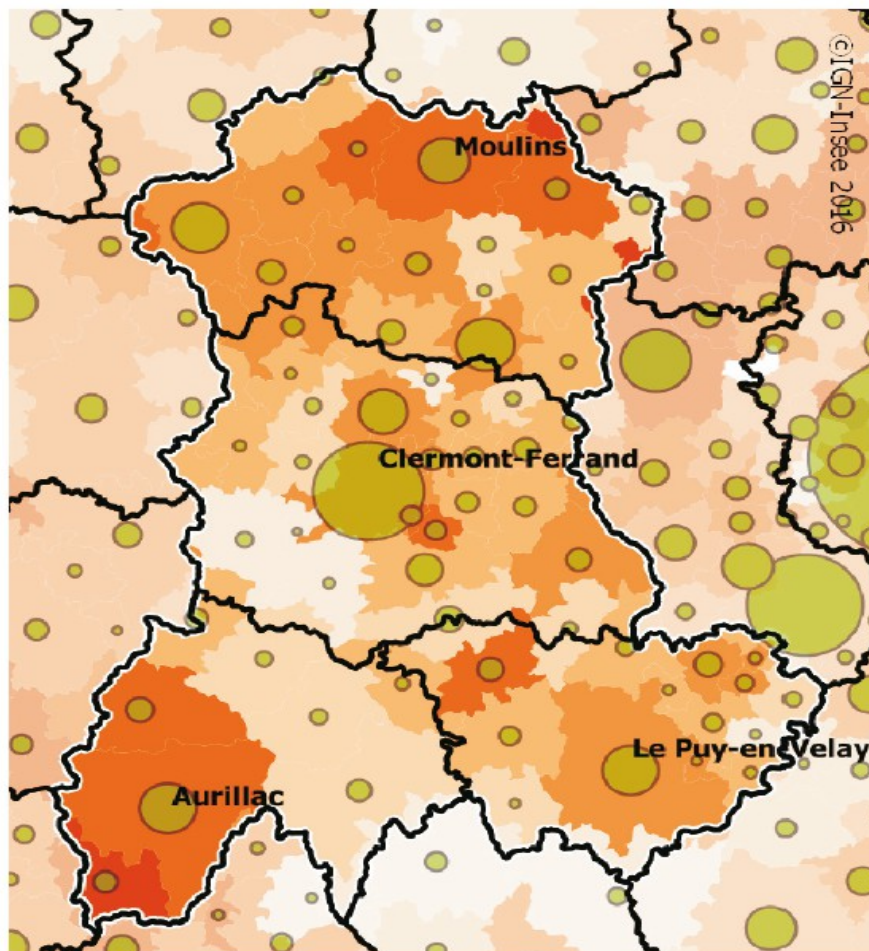 ©IGN-Insee 2016
Moulins
Clermont-Ferrand
Le Puy-en-Velay
Aurillac